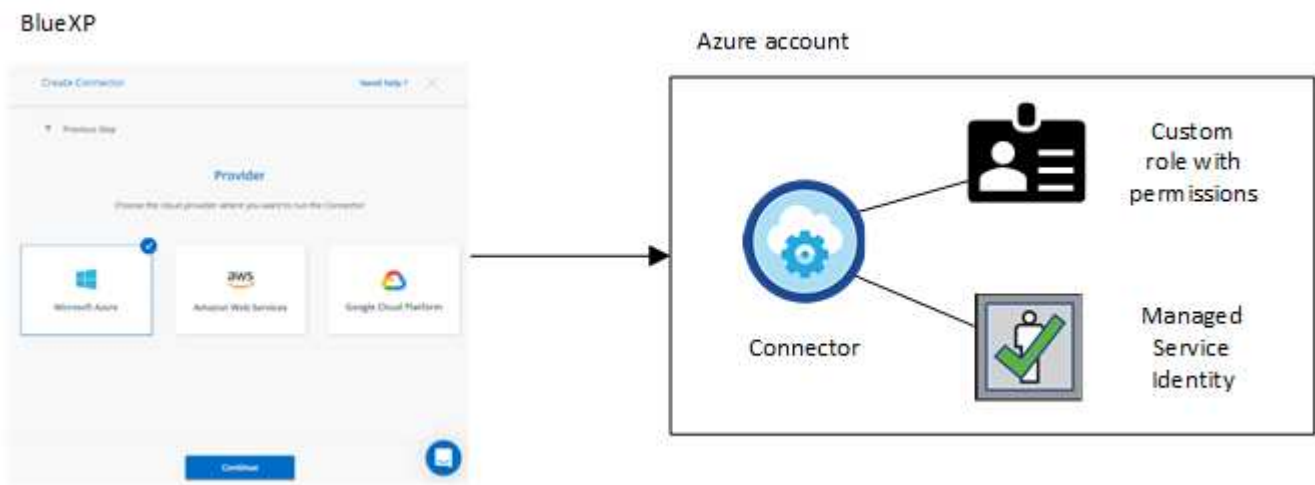 BlueXP
Azure account
Create Connector
Need help ?
Previous Step
Provider
Choose the cloud provider where you want to run the Connector
Microsoft Azure
aws
Amazon Web Services
Google Cloud Platform
Continue
Connector
Custom
role with
permissions
Managed
Service
Identity